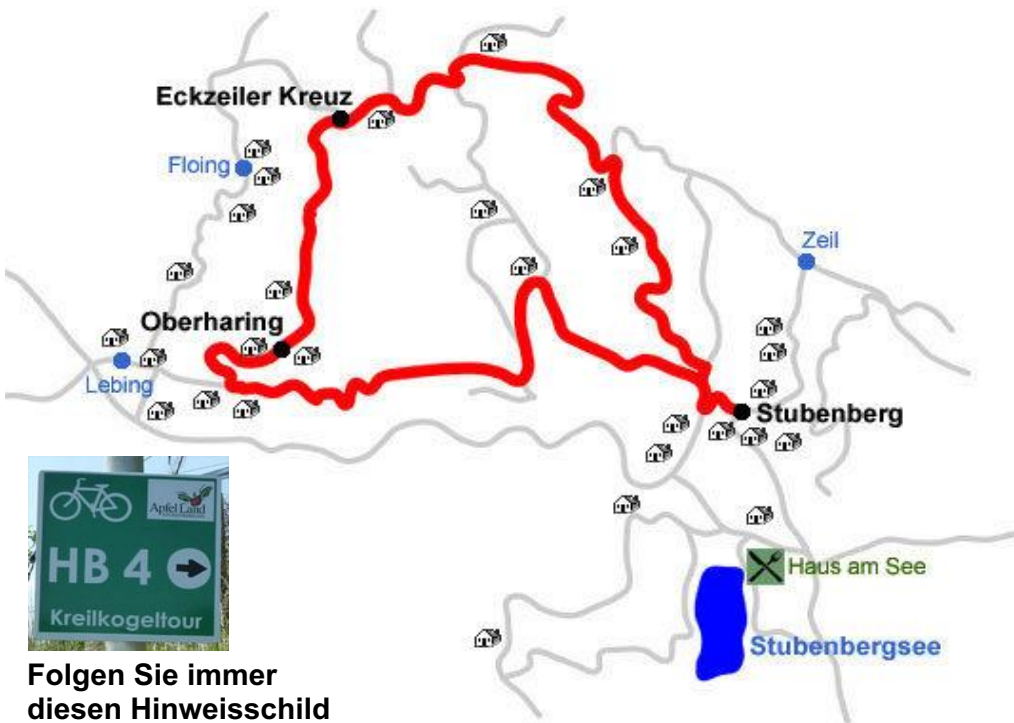 Eckzeiler Kreuz
Floing
Zeil
Oberharing
Lebing
Stubenberg
Apfel Land
HB 4
Kreilkogeltour
Haus am See
Stubenbergsee
Folgen Sie immer
diesen Hinweisschild